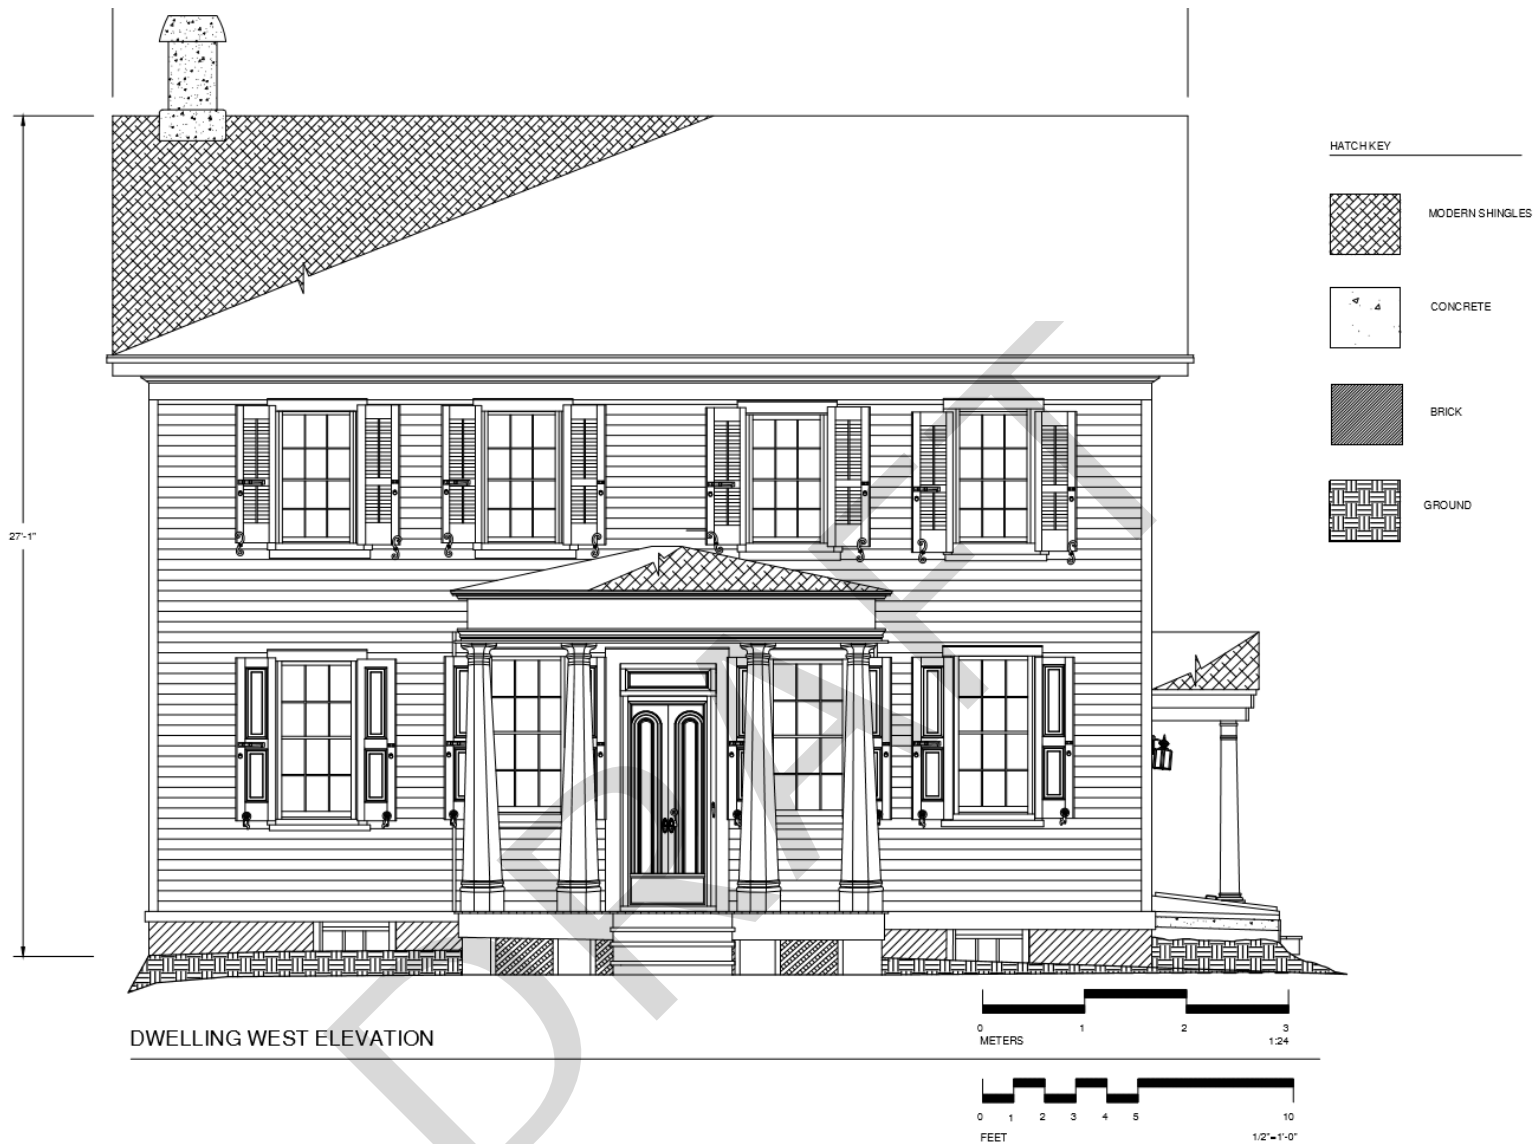 HATCH KEY
MODERN SHINGLES
CONCRETE
BRICK
GROUND
27'-1"
DRAFT
DWELLING WEST ELEVATION
0 1 2 3
METERS 1:24
0 1 2 3 4 5 10
FEET 1/2"=1'-0"